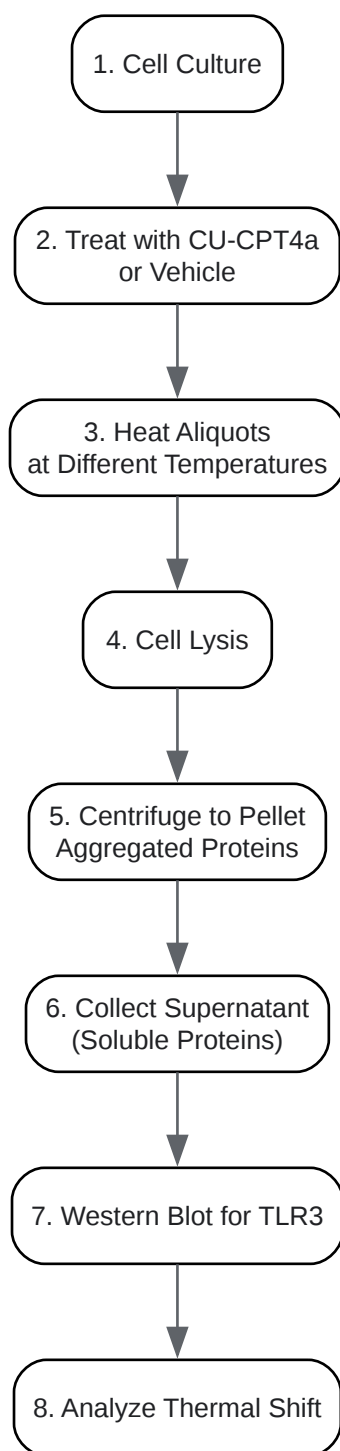 1. Cell Culture
2. Treat with CU-CPT4a
or Vehicle
3. Heat Aliquots
at Different Temperatures
4. Cell Lysis
5. Centrifuge to Pellet
Aggregated Proteins
6. Collect Supernatant
(Soluble Proteins)
7. Western Blot for TLR3
8. Analyze Thermal Shift